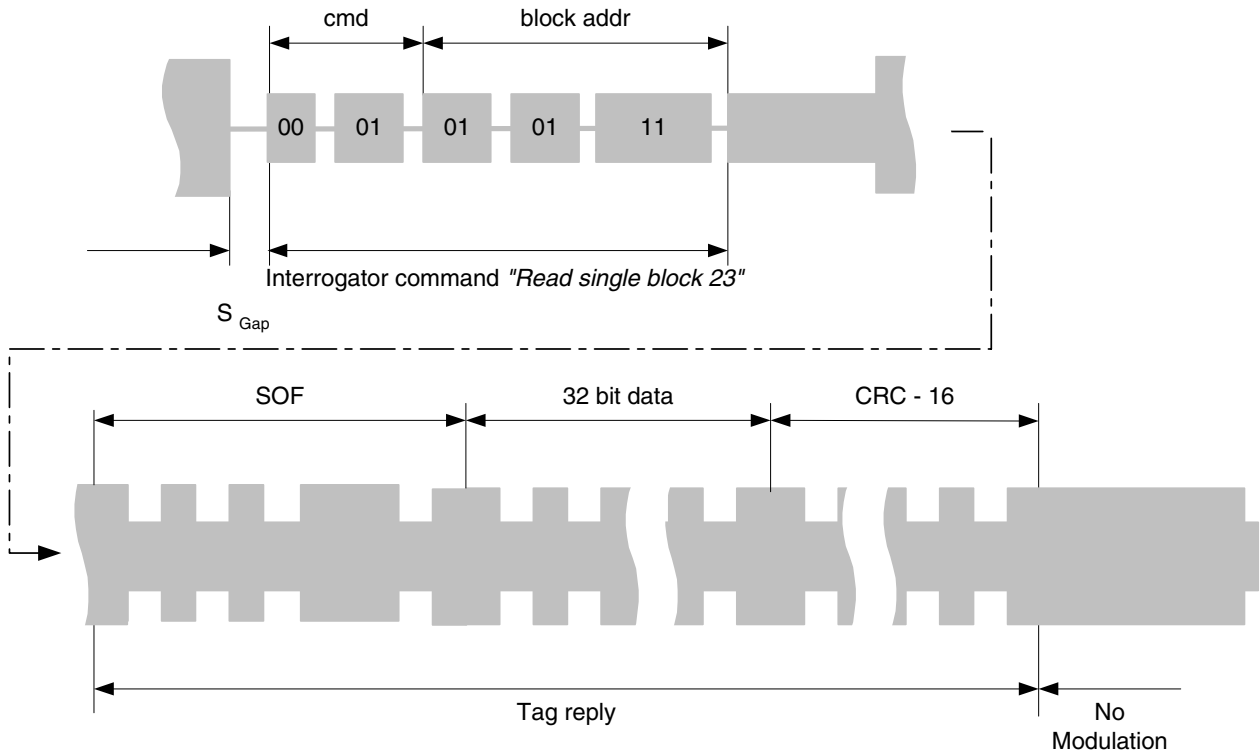 cmd
block addr
00
01
01
01
11
Interrogator command "Read single block 23"
S Gap
SOF
32 bit data
CRC - 16
Tag reply
No
Modulation